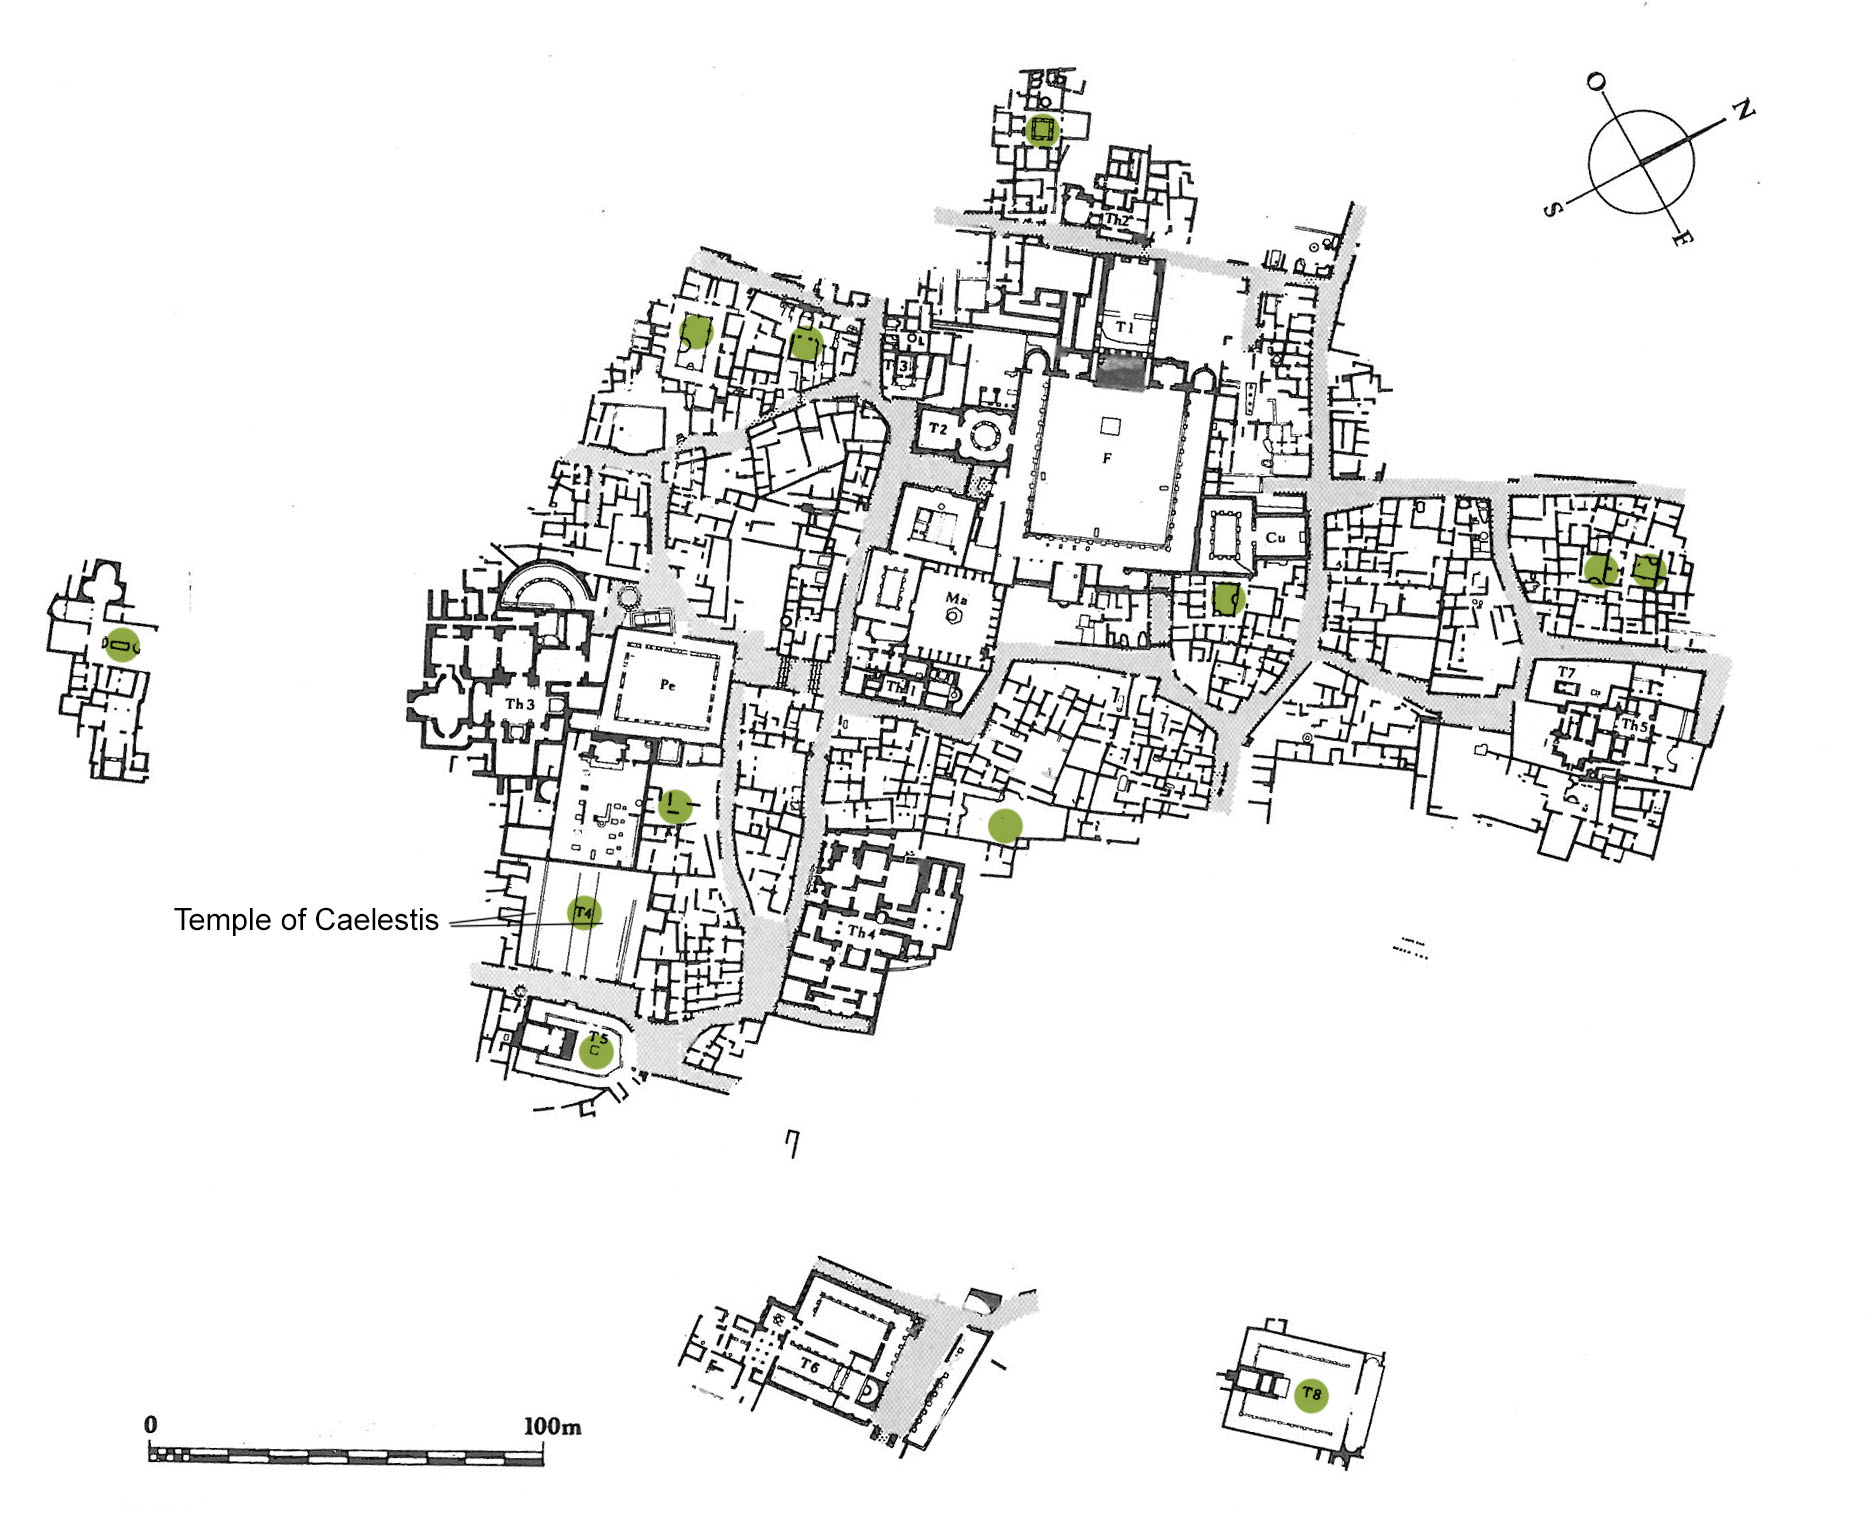 O
N
S
E
Th2
T1
T3
T2
F
Cu
Ma
Th1
Pe
Th3
T7
Th5
Temple of Caelestis
T4
Th4
T5
T6
T8
0
100m